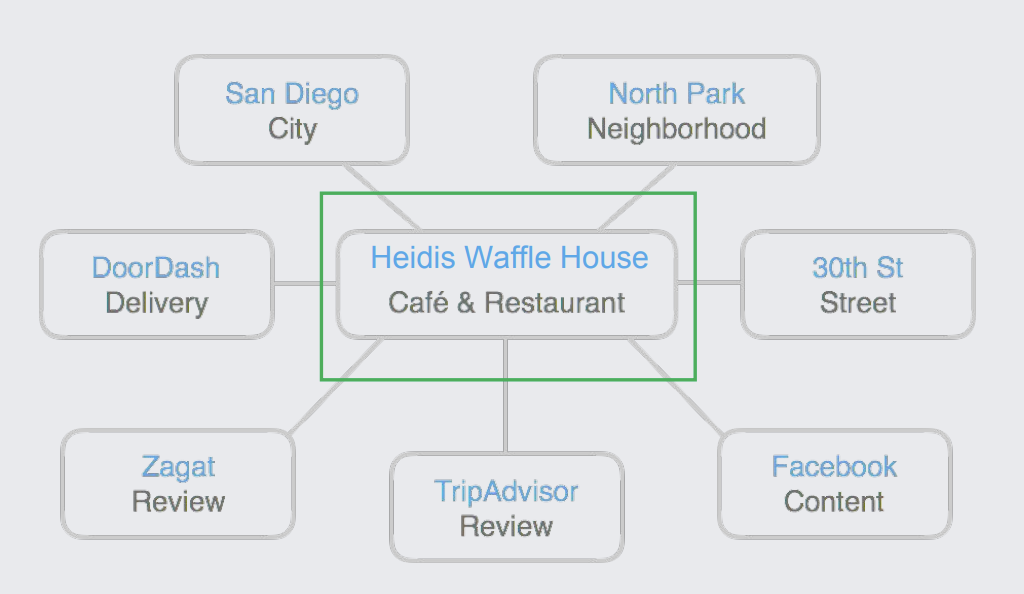 San Diego
City
North Park
Neighborhood
DoorDash
Delivery
Heidis Waffle House
Café & Restaurant
30th St
Street
Zagat
Review
TripAdvisor
Review
Facebook
Content